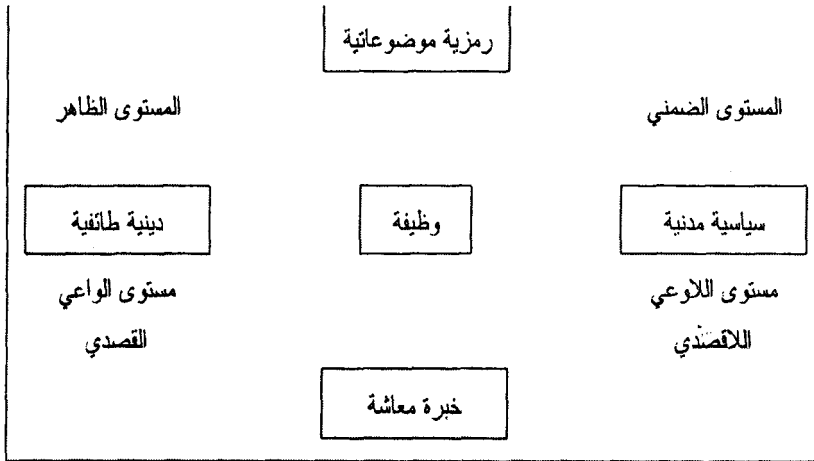 رمزية موضوعاتية
المستوى الضمني
المستوى الظاهر
سياسية مدنية
وظيفة
دينية طائفية
مستوى اللاوعي
مستوى الواعي
اللاقصدي
القصدي
خبرة معاشة